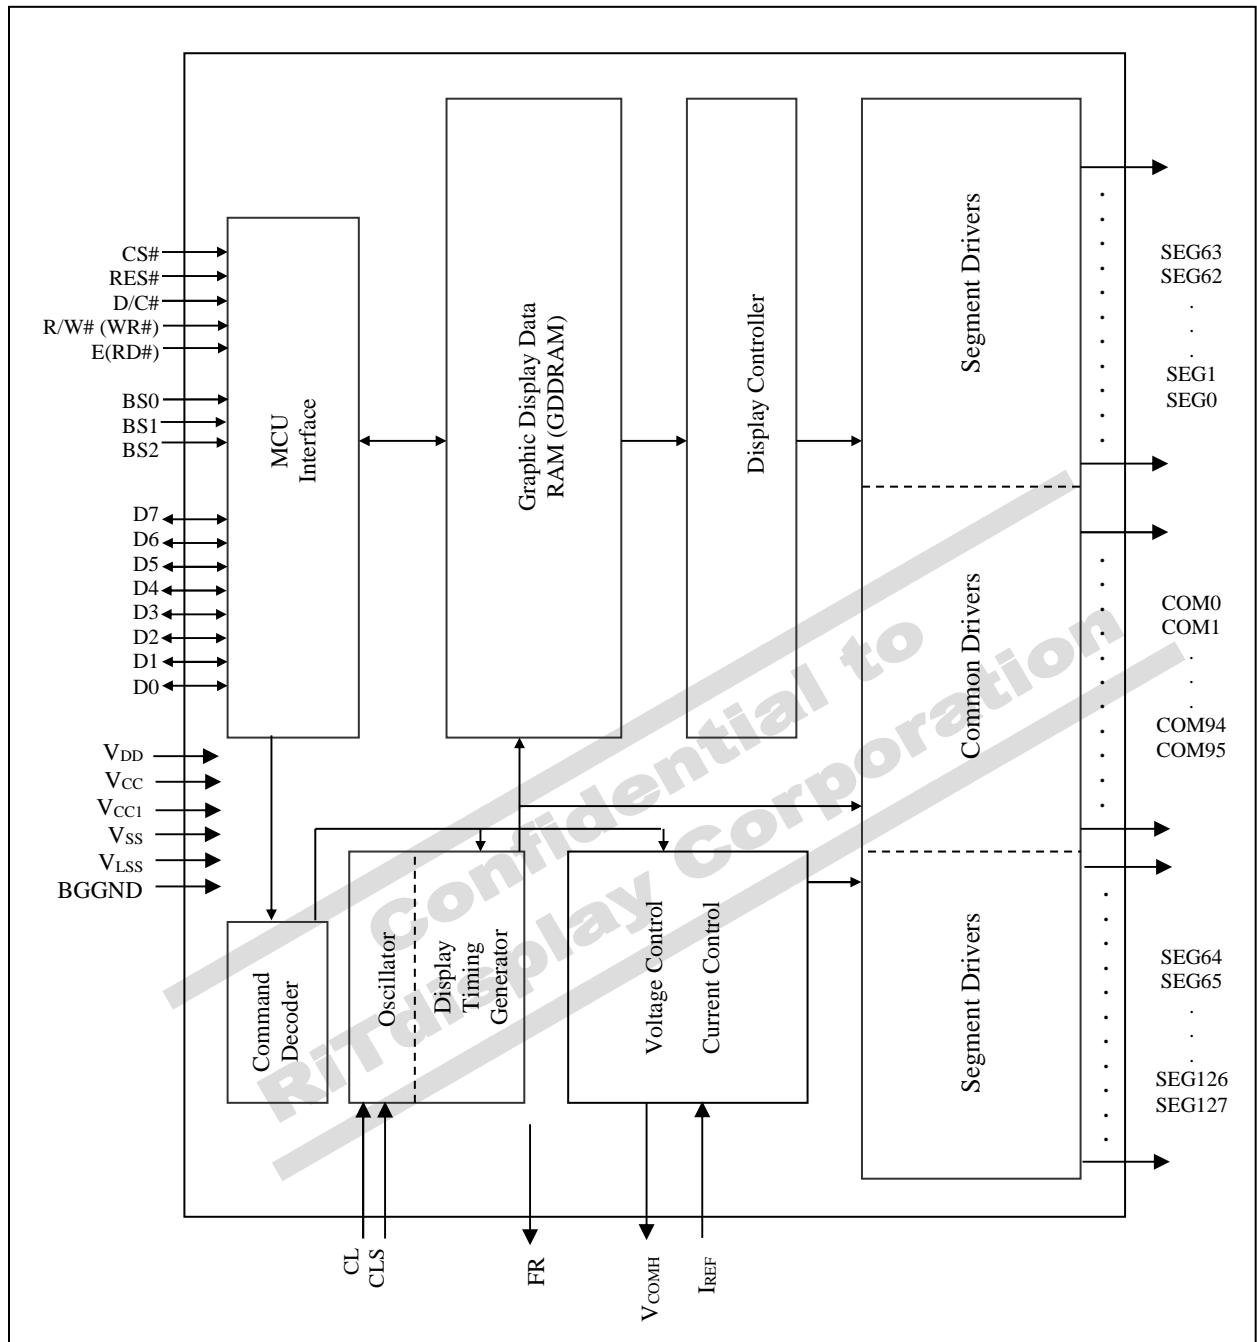 CS#
RES#
D/C#
R/W# (WR#)
E(RD#)
BS0
BS1
BS2
D7
D6
D5
D4
D3
D2
D1
D0
VDD
VCC
VCC1
VSS
VLSS
BGGND
MCU
Interface
Graphic Display Data
RAM (GDDRAM)
Display Controller
Segment Drivers
Common Drivers
Segment Drivers
Command
Decoder
Oscillator
Display
Timing
Generator
Voltage Control
Current Control
SEG63
SEG62
.
.
.
SEG1
SEG0
COM0
COM1
.
.
.
COM94
COM95
SEG64
SEG65
.
.
.
SEG126
SEG127
CL
CLS
FR
VCOMH
IREF
Confidential to
RiTdisplay Corporation